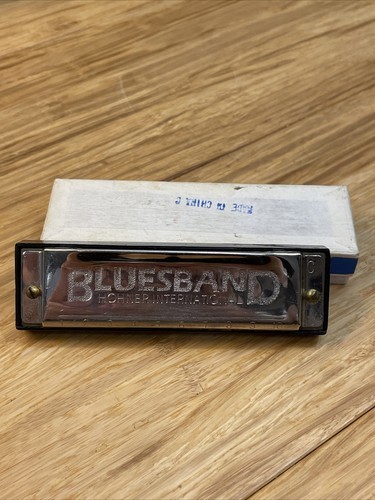 MADE IN CHINA C
BLUESBAND
HOHNER INTERNATIONAL